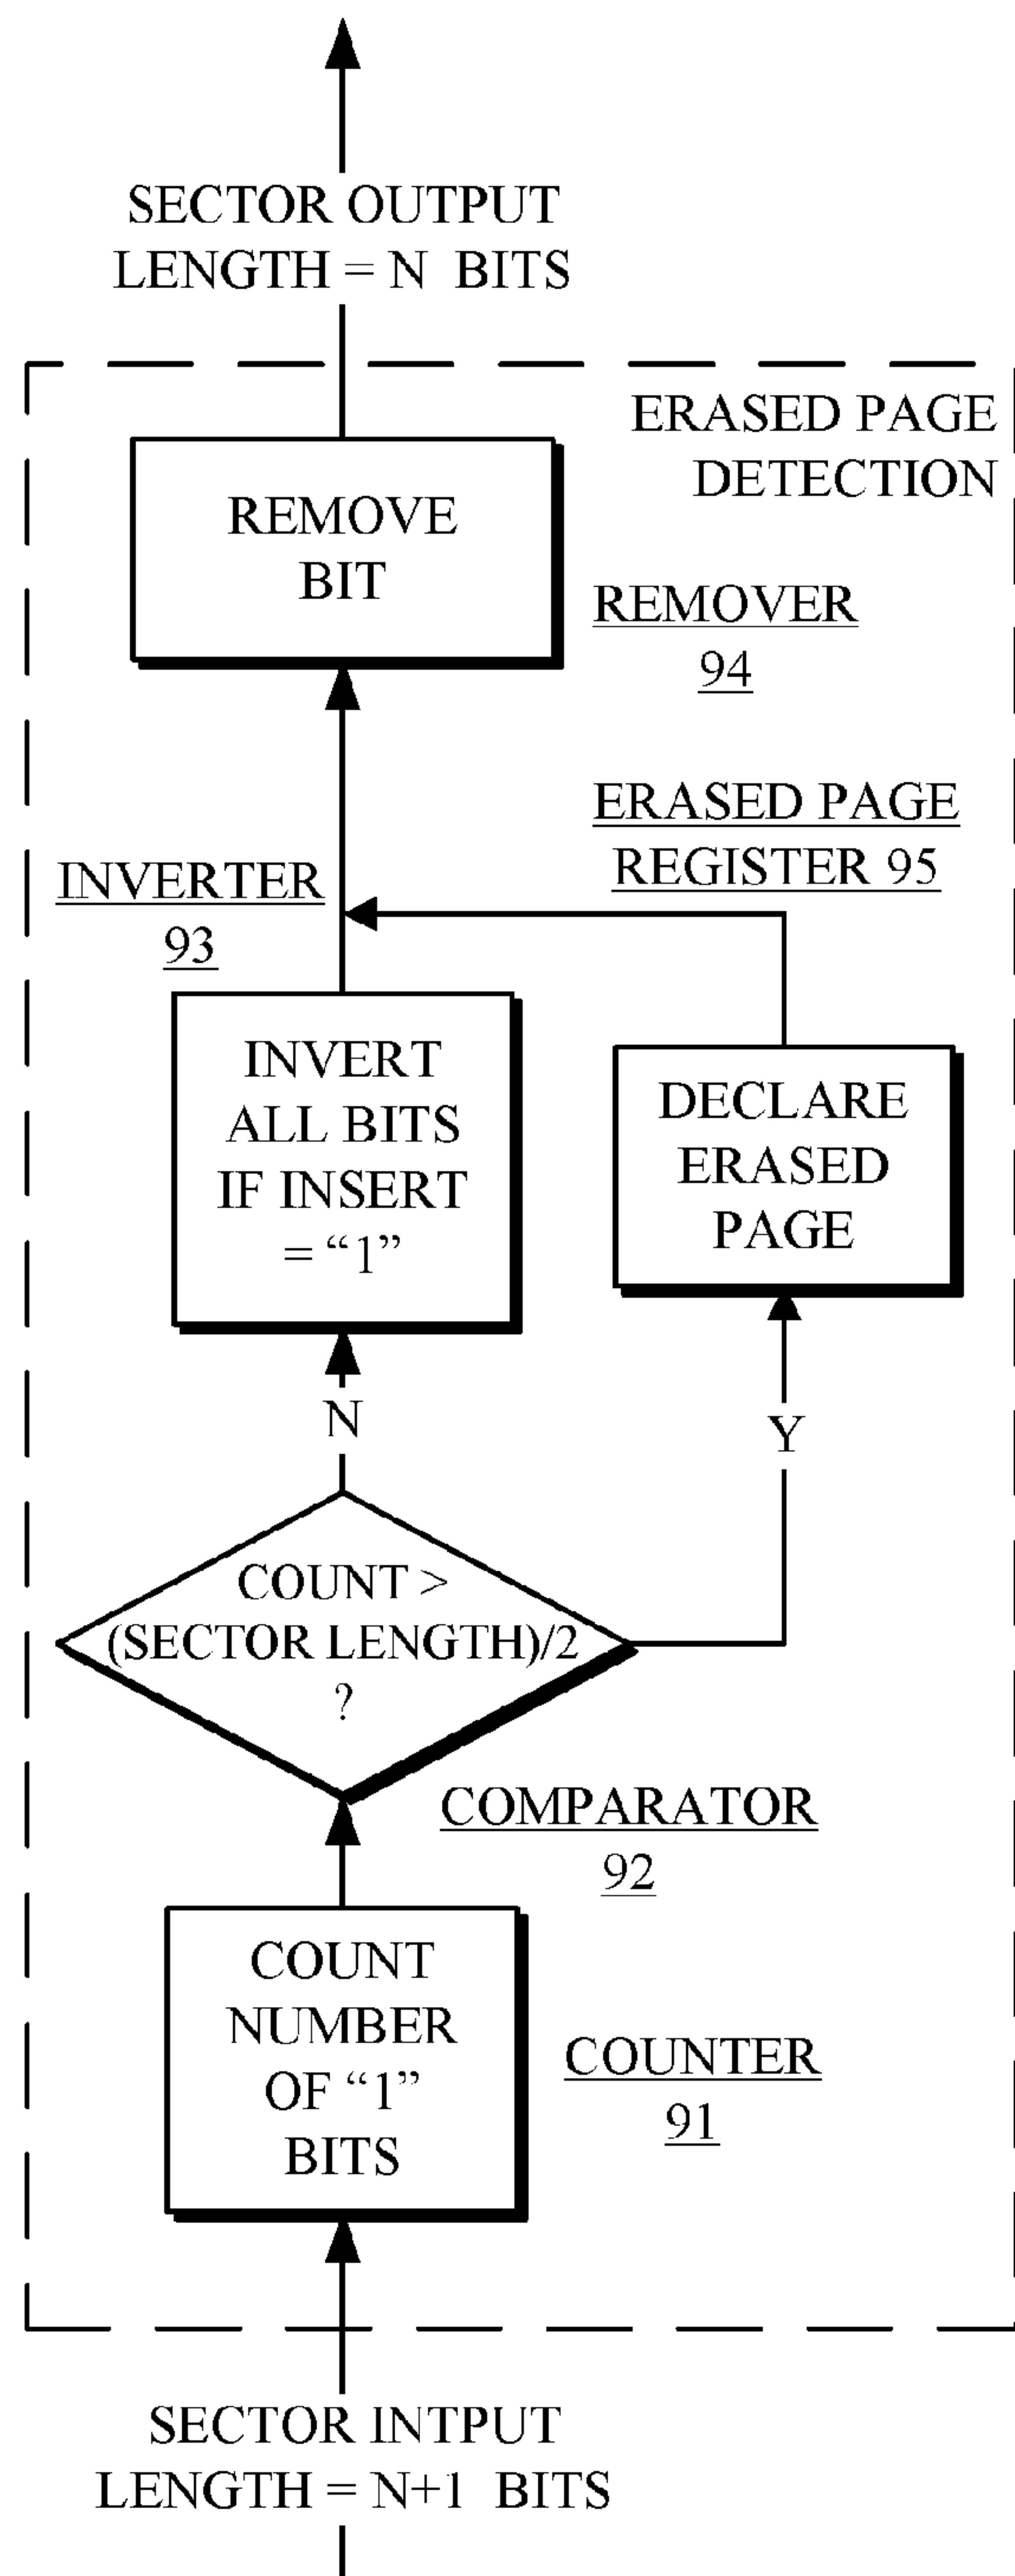 SECTOR OUTPUT
LENGTH = N BITS
ERASED PAGE
DETECTION
REMOVE
BIT
REMOVER
94
ERASED PAGE
REGISTER 95
INVERTER
93
INVERT
ALL BITS
IF INSERT
= “1”
DECLARE
ERASED
PAGE
N
Y
COUNT >
(SECTOR LENGTH)/2
?
COMPARATOR
92
COUNT
NUMBER
OF “1”
BITS
COUNTER
91
SECTOR INTPUT
LENGTH = N+1 BITS